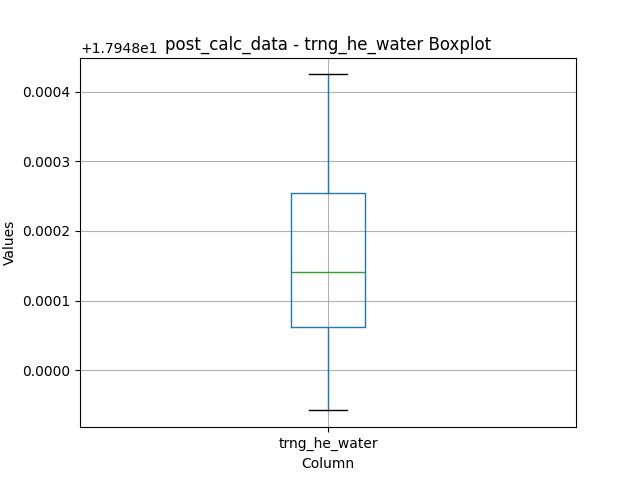 post_calc_data - trng_he_water Boxplot
+1.7948e1
0.0004
0.0003
0.0002
0.0001
0.0000
Values
trng_he_water
Column